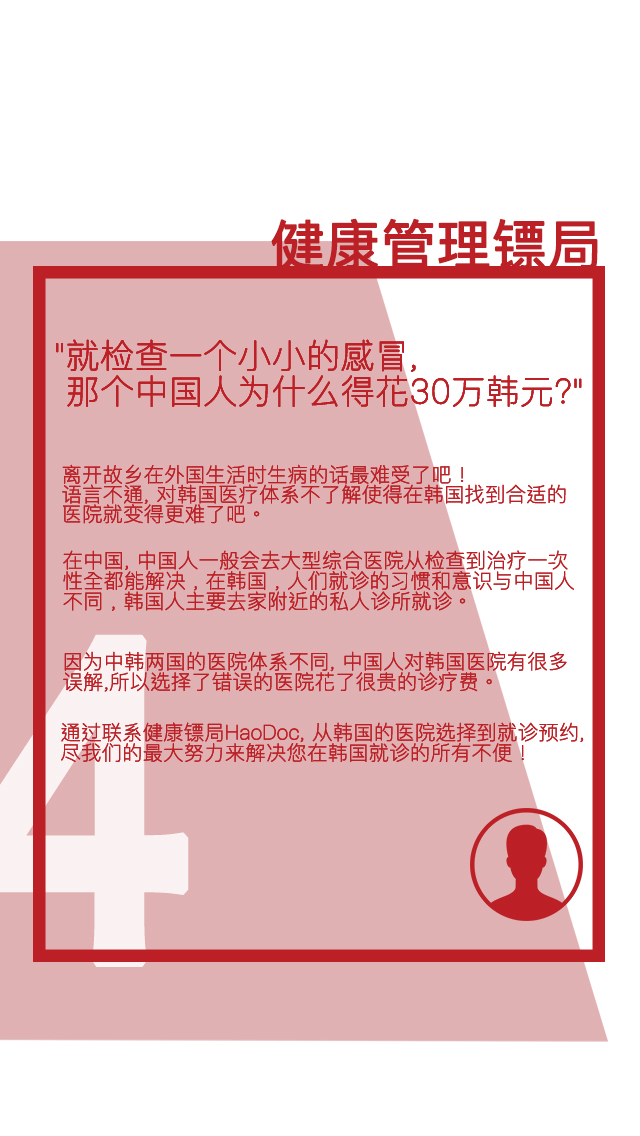 健康管理镖局
"就检查一个小小的感冒,
那个中国人为什么得花30万韩元?"
离开故乡在外国生活时生病的话最难受了吧！
语言不通, 对韩国医疗体系不了解使得在韩国找到合适的
医院就变得更难了吧。
在中国, 中国人一般会去大型综合医院从检查到治疗一次
性全都能解决，在韩国，人们就诊的习惯和意识与中国人
不同，韩国人主要去家附近的私人诊所就诊。
因为中韩两国的医院体系不同, 中国人对韩国医院有很多
误解,所以选择了错误的医院花了很贵的诊疗费。
通过联系健康镖局HaoDoc, 从韩国的医院选择到就诊预约,
尽我们的最大努力来解决您在韩国就诊的所有不便！
4